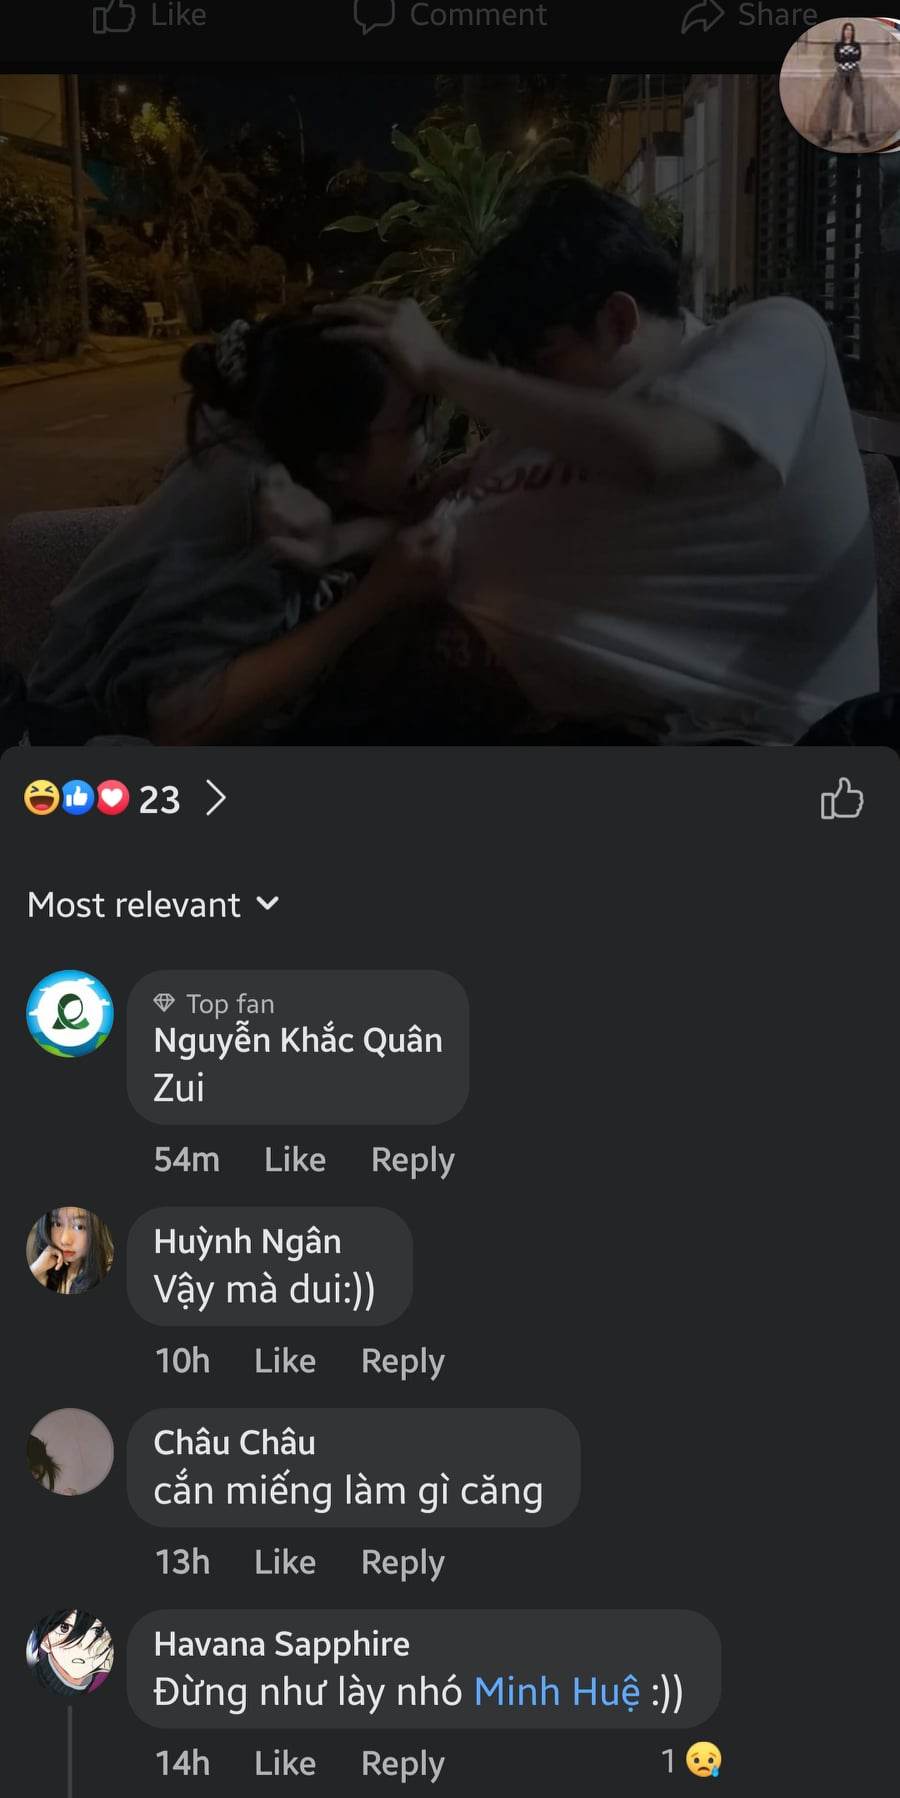 Like Comment Share
23
Most relevant
Top fan
Nguyễn Khắc Quân
Zui
54m Like Reply
Huỳnh Ngân
Vậy mà dui:))
10h Like Reply
Châu Châu
cắn miếng làm gì căng
13h Like Reply
Havana Sapphire
Đừng như lày nhó Minh Huệ :))
14h Like Reply 1